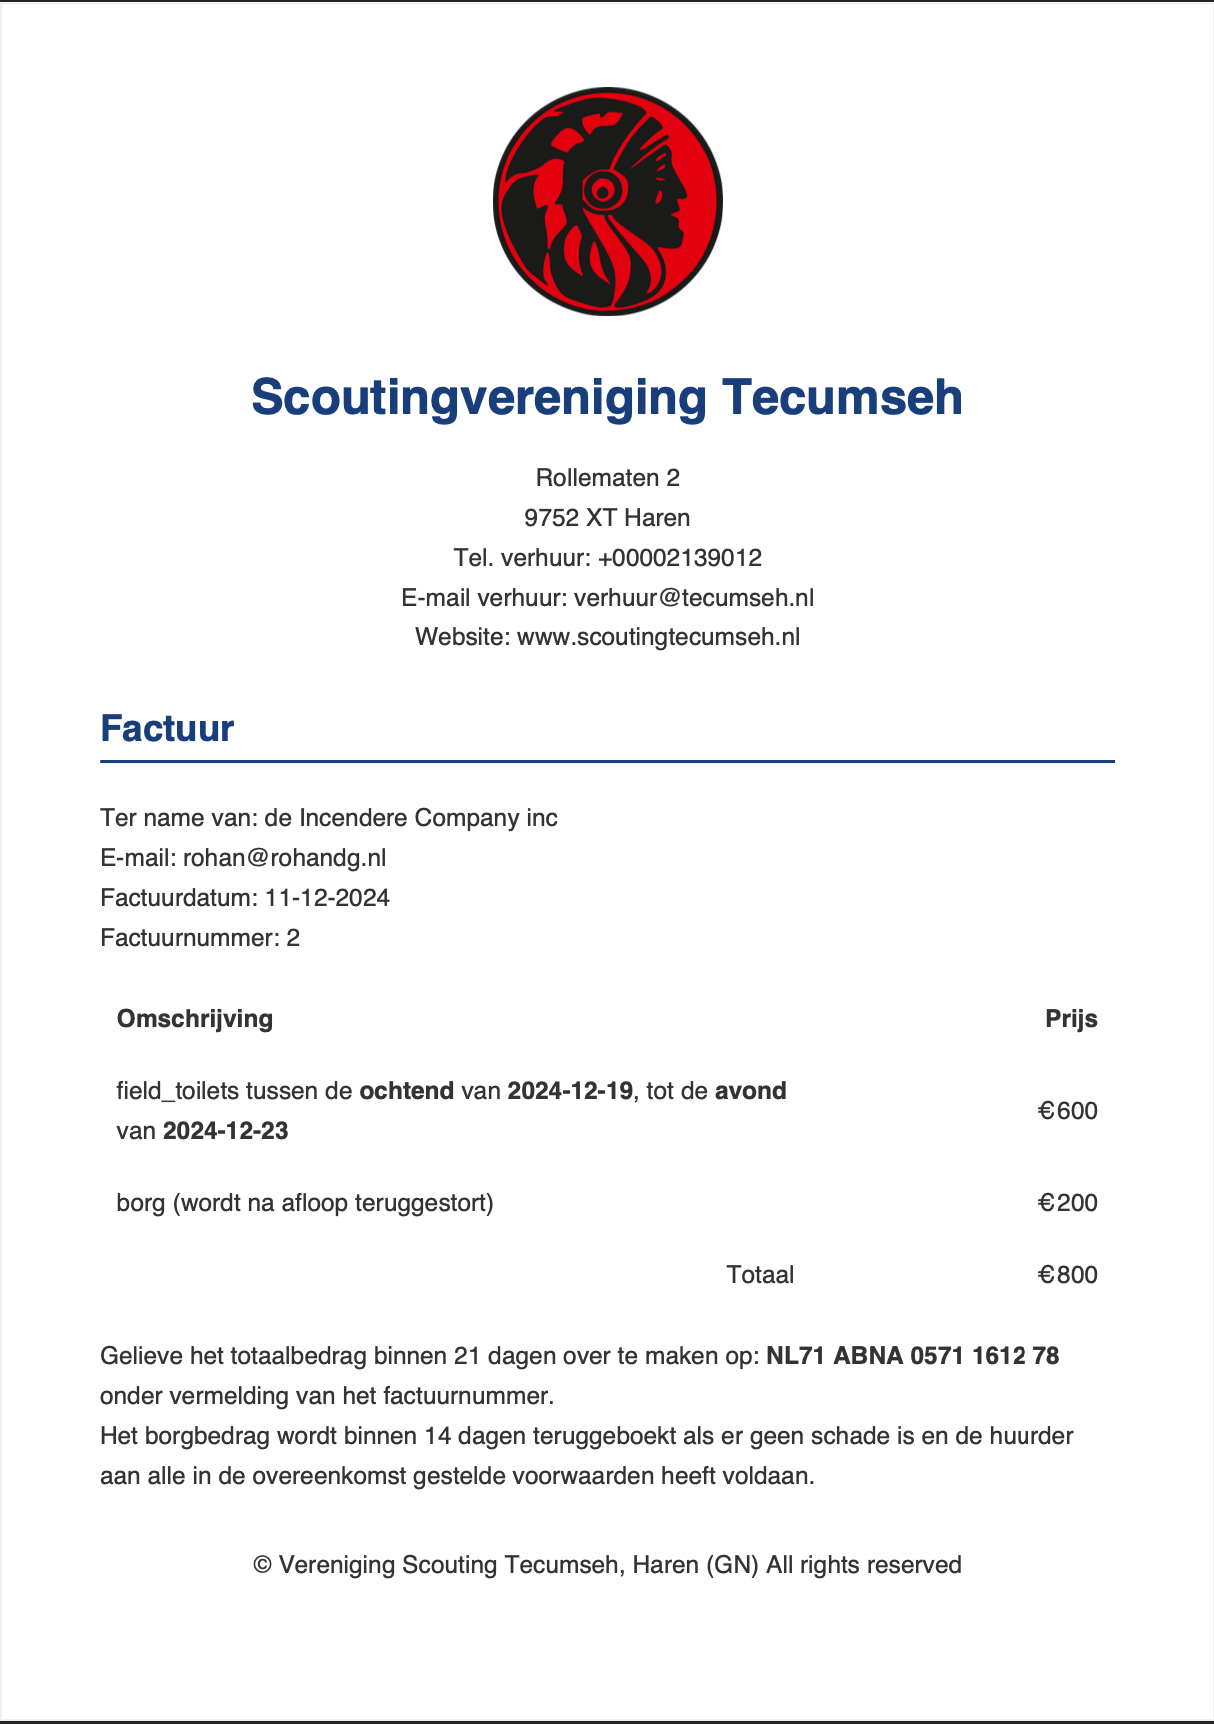 Scoutingvereniging Tecumseh
Rollematen 2
9752 XT Haren
Tel. verhuur: +00002139012
E-mail verhuur: verhuur@tecumseh.nl
Website: www.scoutingtecumseh.nl
Factuur
Ter name van: de Incendere Company inc
E-mail: rohan@rohandg.nl
Factuurdatum: 11-12-2024
Factuurnummer: 2
Omschrijving Prijs
field_toilets tussen de ochtend van 2024-12-19, tot de avond
van 2024-12-23 €600
borg (wordt na afloop teruggestort) €200
Totaal €800
Gelieve het totaalbedrag binnen 21 dagen over te maken op: NL71 ABNA 0571 1612 78
onder vermelding van het factuurnummer.
Het borgbedrag wordt binnen 14 dagen teruggeboekt als er geen schade is en de huurder
aan alle in de overeenkomst gestelde voorwaarden heeft voldaan.
© Vereniging Scouting Tecumseh, Haren (GN) All rights reserved